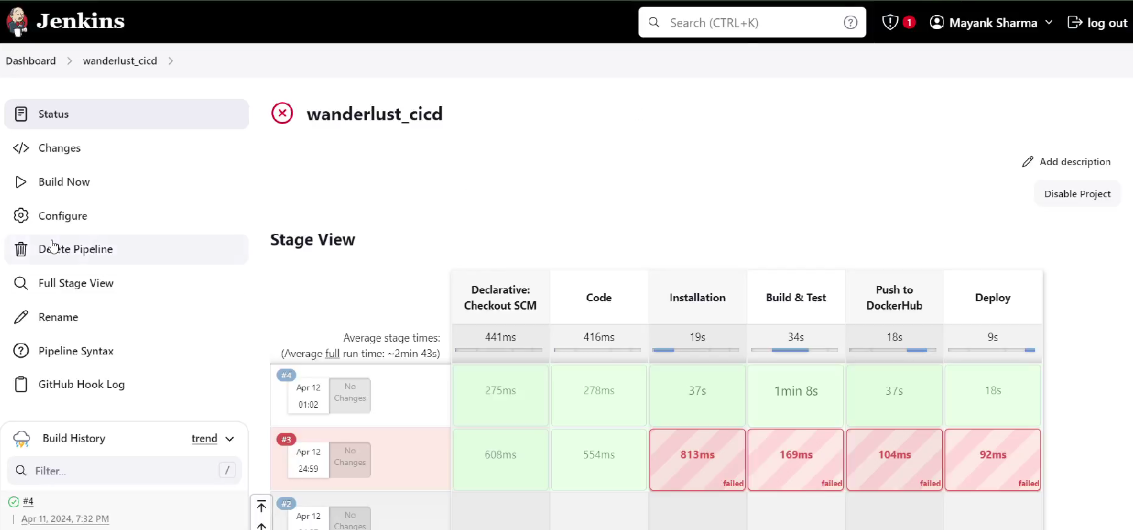 Jenkins
Search (CTRL+K)
?
1
Mayank Sharma
log out
Dashboard > wanderlust_cicd >
Status
Changes
Build Now
Configure
Delete Pipeline
Full Stage View
Rename
Pipeline Syntax
GitHub Hook Log
Build History
trend
Filter...
/
#4
Apr 11, 2024, 7:32 PM
wanderlust_cicd
Add description
Disable Project
Stage View
Declarative:
Checkout SCM
Code
Installation
Build & Test
Push to
DockerHub
Deploy
Average stage times:
(Average full run time: ~2min 43s)
441ms
416ms
19s
34s
18s
9s
#4
Apr 12
01:02
No
Changes
275ms
278ms
37s
1min 8s
37s
18s
#3
Apr 12
24:59
No
Changes
608ms
554ms
813ms
failed
169ms
failed
104ms
failed
92ms
failed
#2
Apr 12
No
Changes